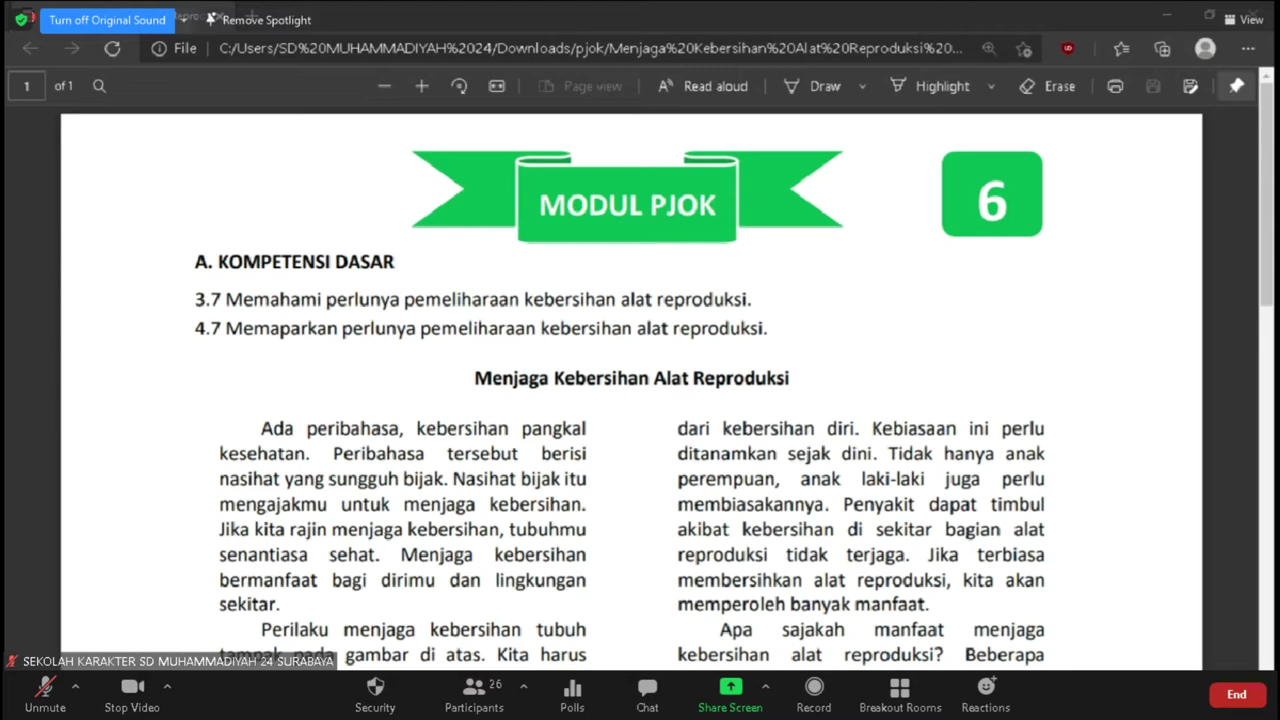 Turn off Original Sound
Remove Spotlight
View
File
C:/Users/SD%20MUHAMMADIYAH%2024/Downloads/pjok/Menjaga%20Kebersihan%20Alat%20Reproduksi%20...
1 of 1
Page view
Read aloud
Draw
Highlight
Erase
MODUL PJOK
6
A. KOMPETENSI DASAR
3.7 Memahami perlunya pemeliharaan kebersihan alat reproduksi.
4.7 Memaparkan perlunya pemeliharaan kebersihan alat reproduksi.
Menjaga Kebersihan Alat Reproduksi
Ada peribahasa, kebersihan pangkal
kesehatan. Peribahasa tersebut berisi
nasihat yang sungguh bijak. Nasihat bijak itu
mengajakmu untuk menjaga kebersihan.
Jika kita rajin menjaga kebersihan, tubuhmu
senantiasa sehat. Menjaga kebersihan
bermanfaat bagi dirimu dan lingkungan
sekitar.
Perilaku menjaga kebersihan tubuh
tampak pada gambar di atas. Kita harus
dari kebersihan diri. Kebiasaan ini perlu
ditanamkan sejak dini. Tidak hanya anak
perempuan, anak laki-laki juga perlu
membiasakannya. Penyakit dapat timbul
akibat kebersihan di sekitar bagian alat
reproduksi tidak terjaga. Jika terbiasa
membersihkan alat reproduksi, kita akan
memperoleh banyak manfaat.
Apa sajakah manfaat menjaga
kebersihan alat reproduksi? Beberapa
SEKOLAH KARAKTER SD MUHAMMADIYAH 24 SURABAYA
Unmute
Stop Video
Security
26
Participants
Polls
Chat
Share Screen
Record
Breakout Rooms
Reactions
End